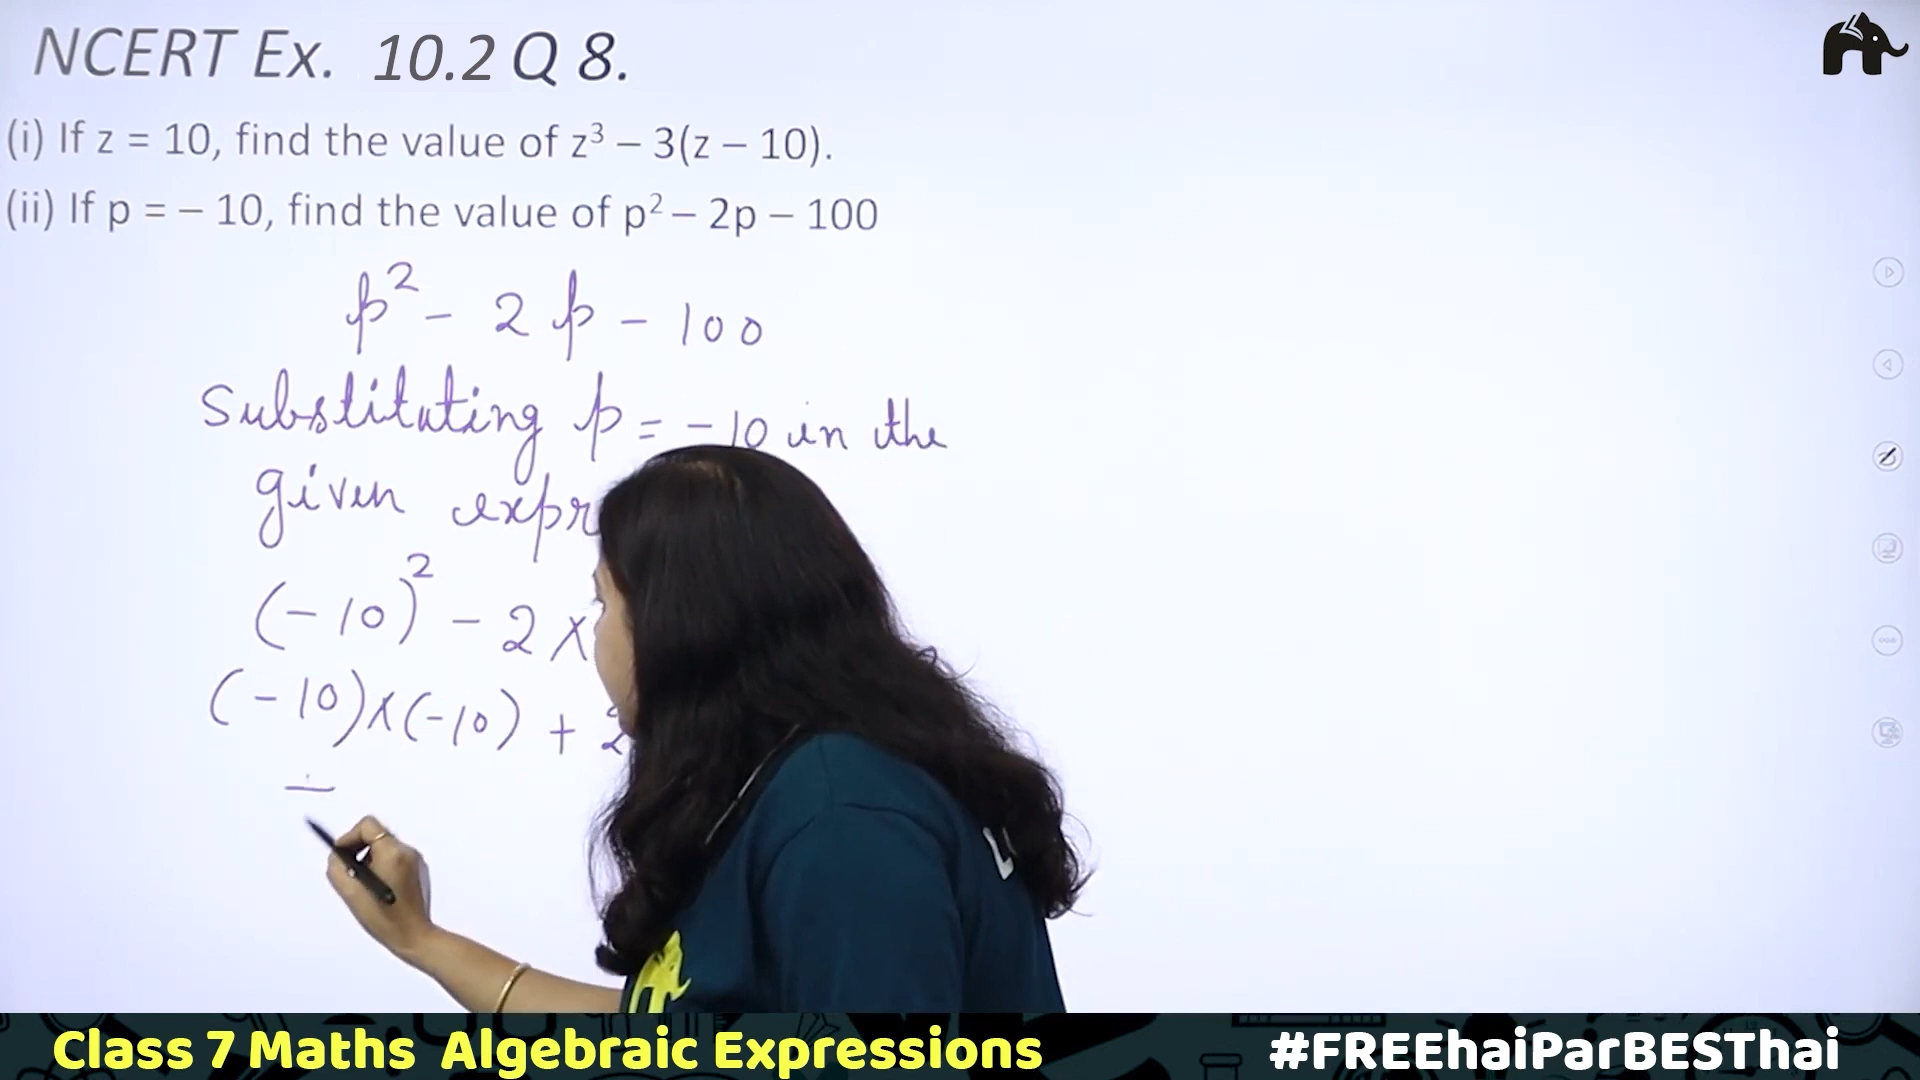 NCERT Ex. 10.2 Q 8.
(i) If z = 10, find the value of z³ – 3(z – 10).
(ii) If p = – 10, find the value of p² – 2p – 100
p² - 2p - 100
Substituting p = -10 in the
given expr
(-10)² - 2 ×
(-10)×(-10) + 2
Class 7 Maths Algebraic Expressions
#FREEhaiParBESThai